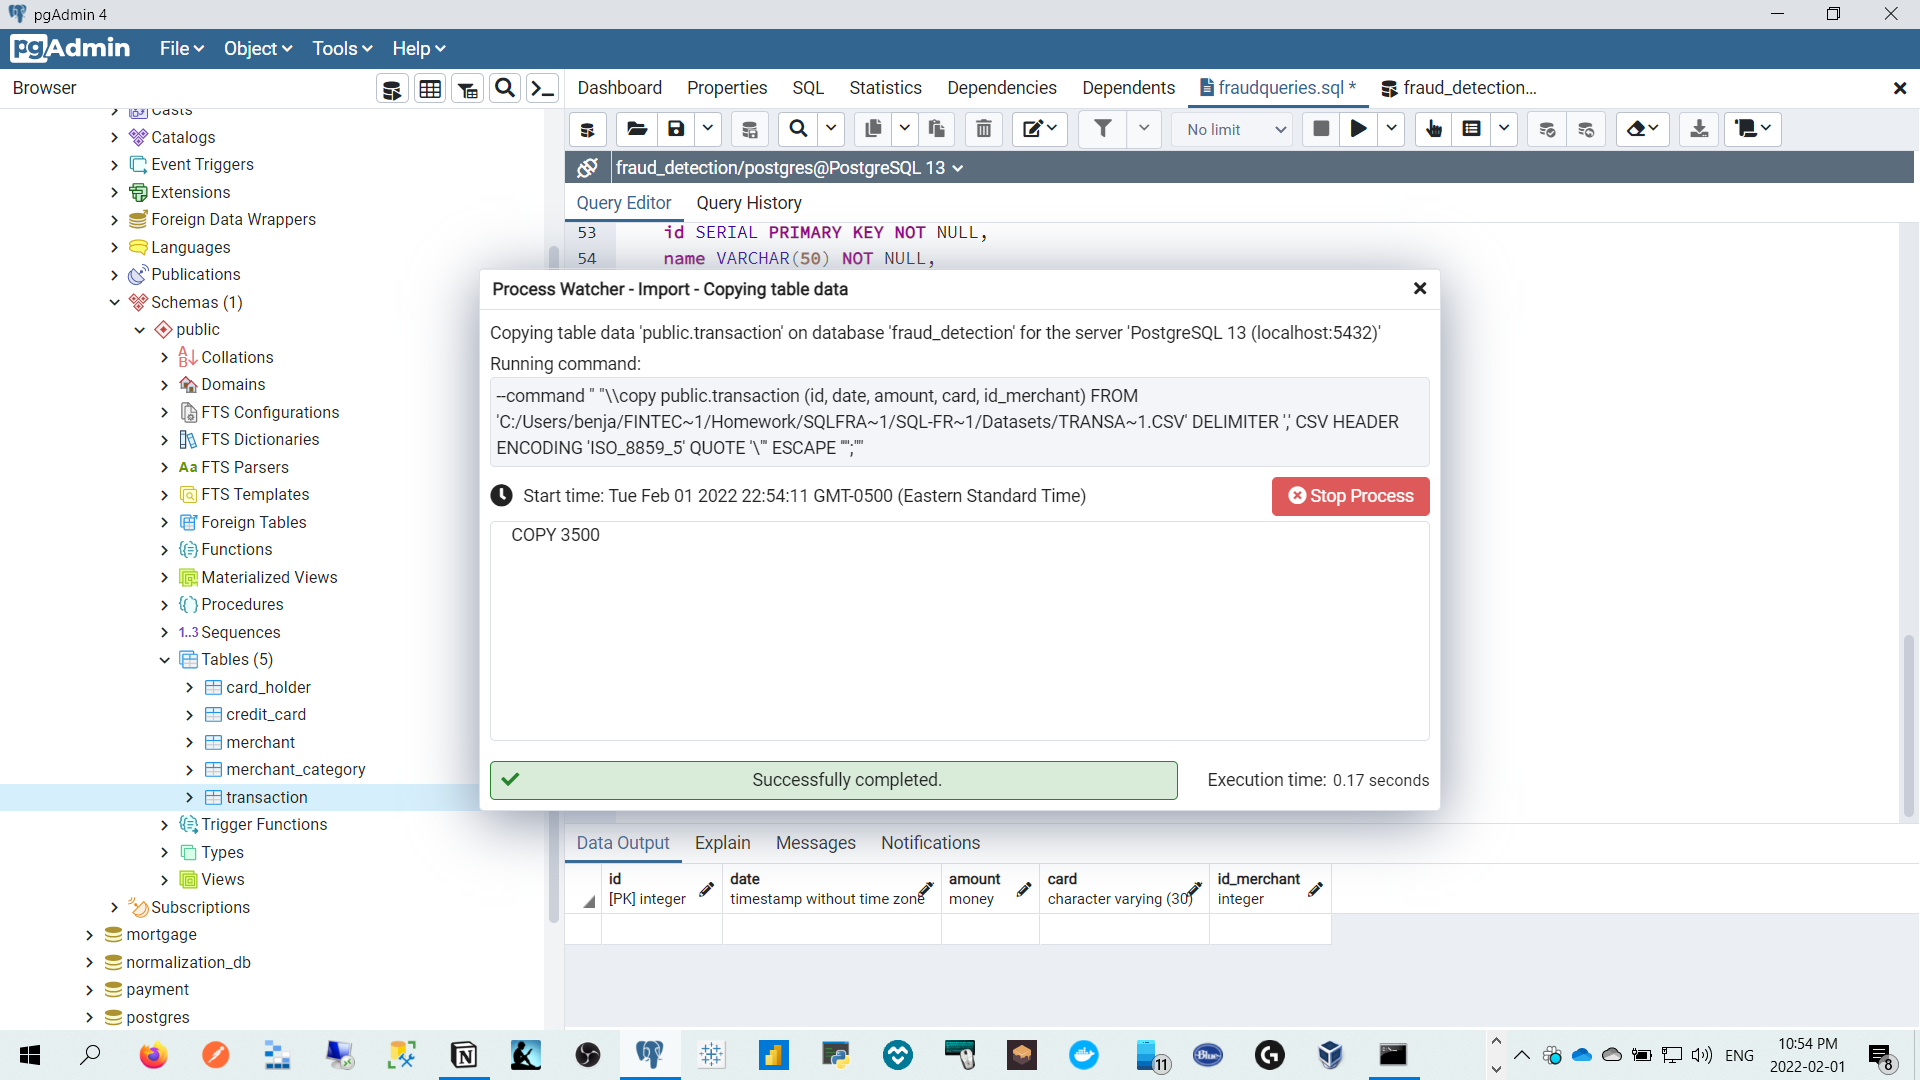 pgAdmin 4
pgAdmin File Object Tools Help
Browser
Dashboard Properties SQL Statistics Dependencies Dependents fraudqueries.sql * fraud_detection...
No limit
fraud_detection/postgres@PostgreSQL 13
Query Editor Query History
53 id SERIAL PRIMARY KEY NOT NULL,
54 name VARCHAR(50) NOT NULL,
Casts
Catalogs
Event Triggers
Extensions
Foreign Data Wrappers
Languages
Publications
Schemas (1)
public
Collations
Domains
FTS Configurations
FTS Dictionaries
Aa FTS Parsers
FTS Templates
Foreign Tables
Functions
Materialized Views
Procedures
1..3 Sequences
Tables (5)
card_holder
credit_card
merchant
merchant_category
transaction
Trigger Functions
Types
Views
Subscriptions
mortgage
normalization_db
payment
postgres
Process Watcher - Import - Copying table data
Copying table data 'public.transaction' on database 'fraud_detection' for the server 'PostgreSQL 13 (localhost:5432)'
Running command:
--command " "\\copy public.transaction (id, date, amount, card, id_merchant) FROM
'C:/Users/benja/FINTEC~1/Homework/SQLFRA~1/SQL-FR~1/Datasets/TRANSA~1.CSV' DELIMITER ',' CSV HEADER
ENCODING 'ISO_8859_5' QUOTE '\"' ESCAPE '''';""
Start time: Tue Feb 01 2022 22:54:11 GMT-0500 (Eastern Standard Time)
Stop Process
COPY 3500
Successfully completed.
Execution time: 0.17 seconds
Data Output Explain Messages Notifications
id
[PK] integer
date
timestamp without time zone
amount
money
card
character varying (30)
id_merchant
integer
11
Blue
ENG
10:54 PM
2022-02-01
8